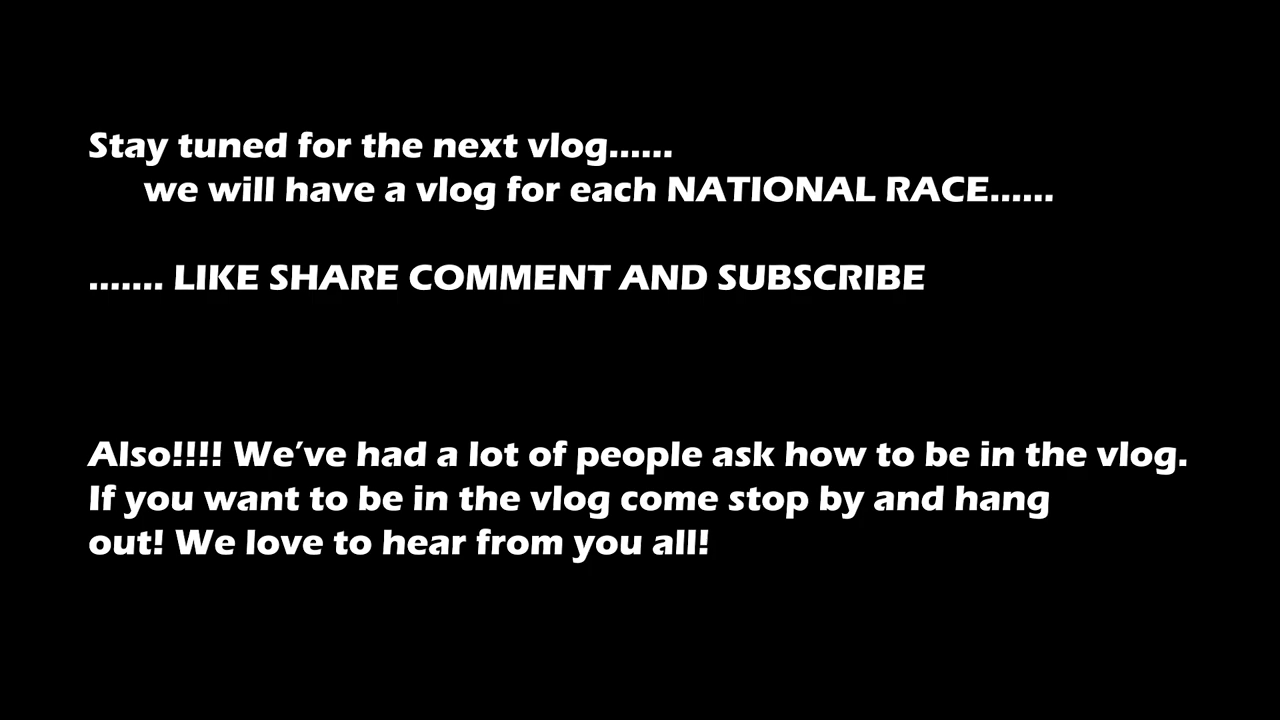 Stay tuned for the next vlog......
we will have a vlog for each NATIONAL RACE......
....... LIKE SHARE COMMENT AND SUBSCRIBE
Also!!!! We’ve had a lot of people ask how to be in the vlog.
If you want to be in the vlog come stop by and hang
out! We love to hear from you all!